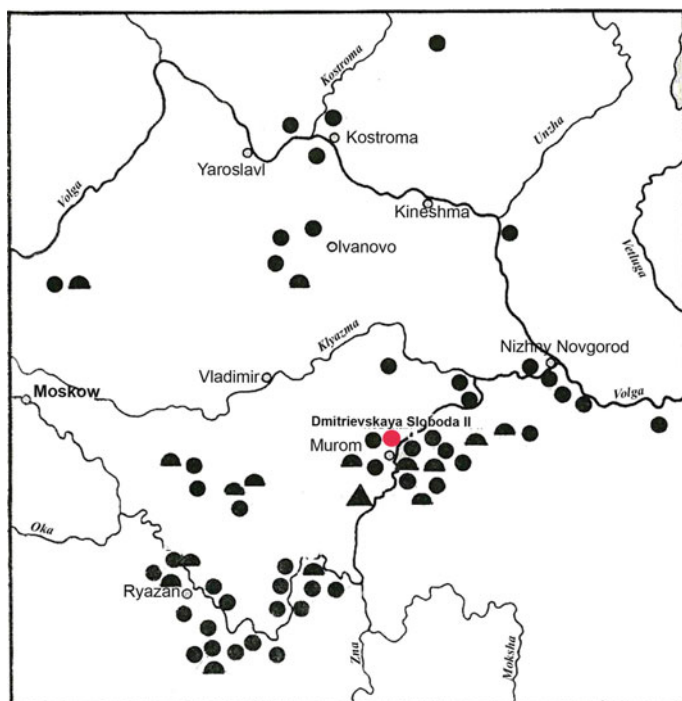 Kostroma
Unzha
Kostroma
Yaroslavl
Volga
Kineshma
Ivanovo
Vetluga
Klyazma
Nizhny Novgorod
Vladimir
Moskow
Volga
Dmitrievskaya Sloboda II
Murom
Oka
Ryazan
Zna
Moksha